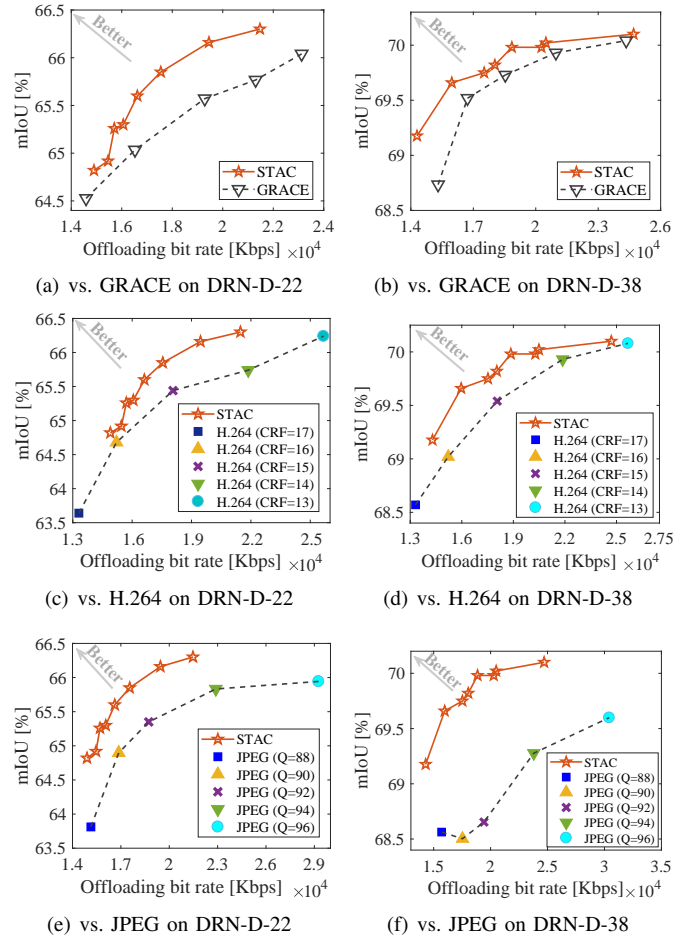 66.5
66
65.5
65
64.5
mIoU [%]
Better
STAC
GRACE
1.4 1.6 1.8 2 2.2 2.4
Offloading bit rate [Kbps] ×10^4
(a) vs. GRACE on DRN-D-22
70
69.5
69
68.5
mIoU [%]
Better
STAC
GRACE
1.4 1.7 2 2.3 2.6
Offloading bit rate [Kbps] ×10^4
(b) vs. GRACE on DRN-D-38
66.5
66
65.5
65
64.5
64
63.5
mIoU [%]
Better
STAC
H.264 (CRF=17)
H.264 (CRF=16)
H.264 (CRF=15)
H.264 (CRF=14)
H.264 (CRF=13)
1.3 1.6 1.9 2.2 2.5
Offloading bit rate [Kbps] ×10^4
(c) vs. H.264 on DRN-D-22
70
69.5
69
68.5
mIoU [%]
Better
STAC
H.264 (CRF=17)
H.264 (CRF=16)
H.264 (CRF=15)
H.264 (CRF=14)
H.264 (CRF=13)
1.3 1.6 1.9 2.2 2.5 2.75
Offloading bit rate [Kbps] ×10^4
(d) vs. H.264 on DRN-D-38
66.5
66
65.5
65
64.5
64
63.5
mIoU [%]
Better
STAC
JPEG (Q=88)
JPEG (Q=90)
JPEG (Q=92)
JPEG (Q=94)
JPEG (Q=96)
1.4 1.7 2 2.3 2.6 2.9
Offloading bit rate [Kbps] ×10^4
(e) vs. JPEG on DRN-D-22
70
69.5
69
68.5
mIoU [%]
Better
STAC
JPEG (Q=88)
JPEG (Q=90)
JPEG (Q=92)
JPEG (Q=94)
JPEG (Q=96)
1.5 2 2.5 3 3.5
Offloading bit rate [Kbps] ×10^4
(f) vs. JPEG on DRN-D-38